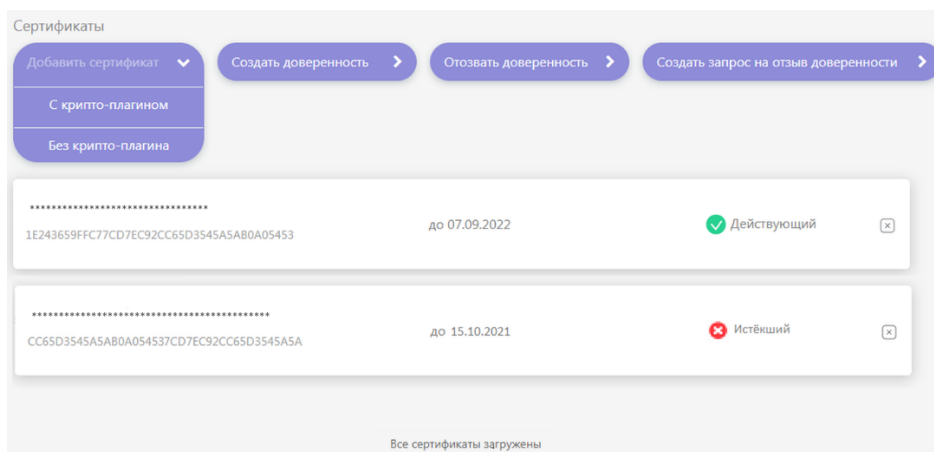 Сертификаты
Добавить сертификат
Создать доверенность
Отозвать доверенность
Создать запрос на отзыв доверенности
С крипто-плагином
Без крипто-плагина
*********************************
1E243659FFC77CD7EC92CC65D3545A5AB0A05453
до 07.09.2022
Действующий
********************************************
CC65D3545A5AB0A054537CD7EC92CC65D3545A5A
до 15.10.2021
Истёкший
Все сертификаты загружены